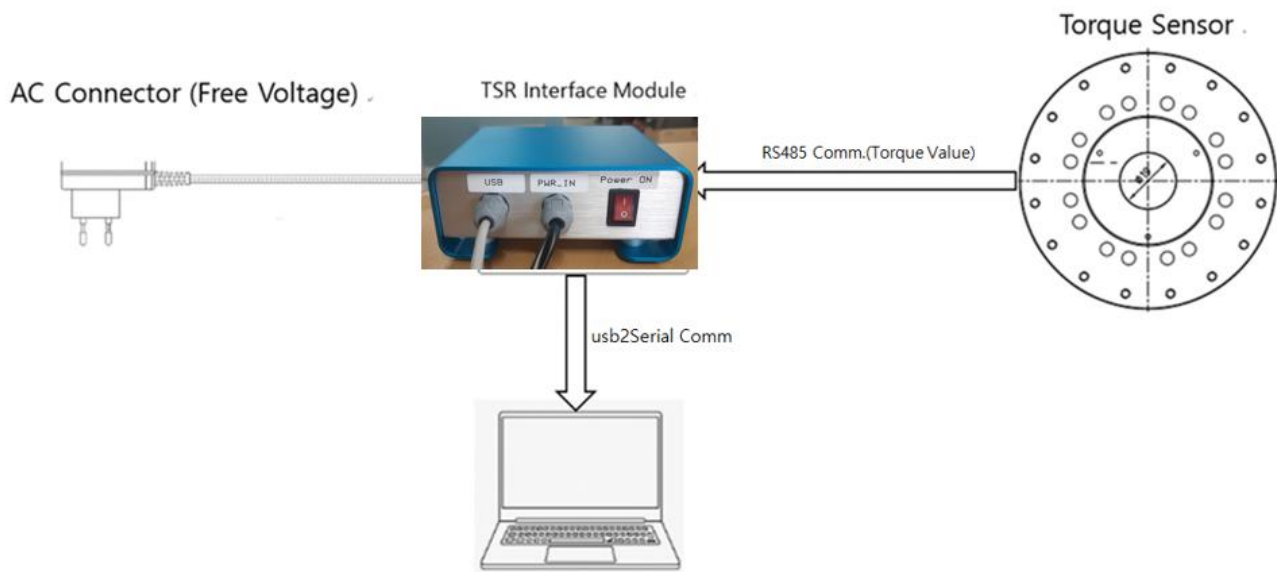 Torque Sensor
AC Connector (Free Voltage)
TSR Interface Module
RS485 Comm.(Torque Value)
USB
PWR_IN
Power ON
usb2Serial Comm